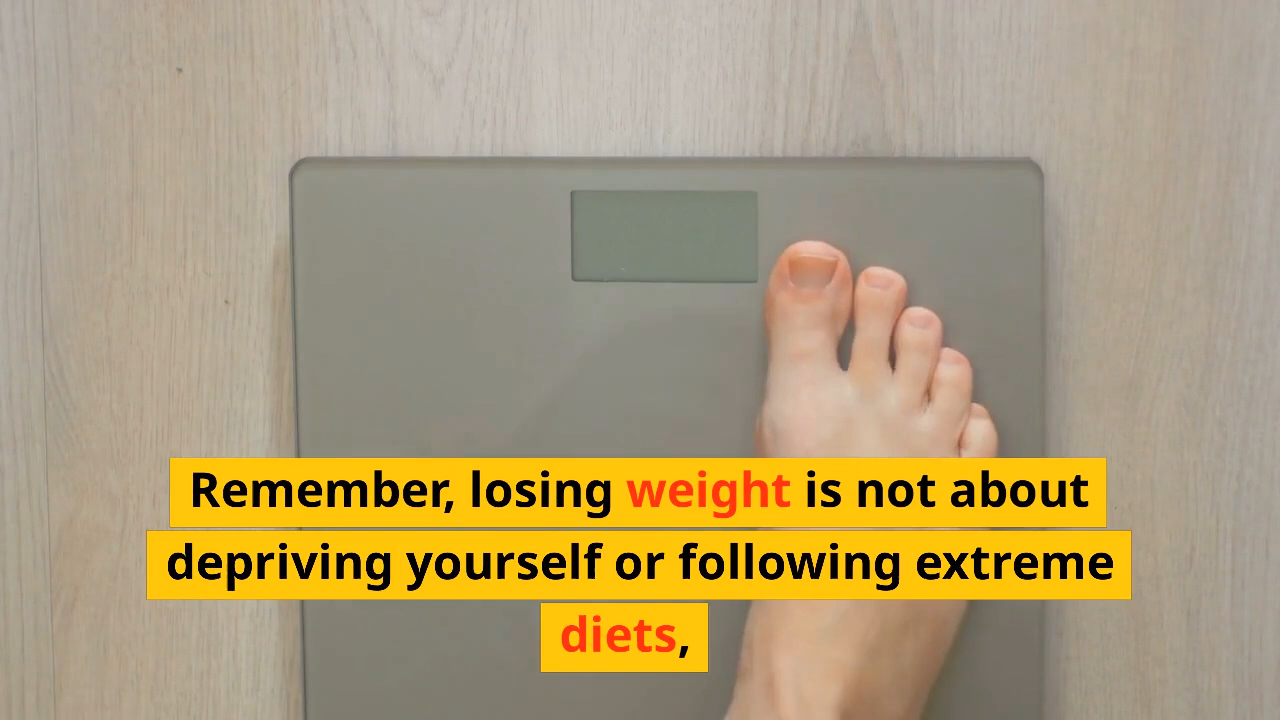 Remember, losing weight is not about
depriving yourself or following extreme
diets,